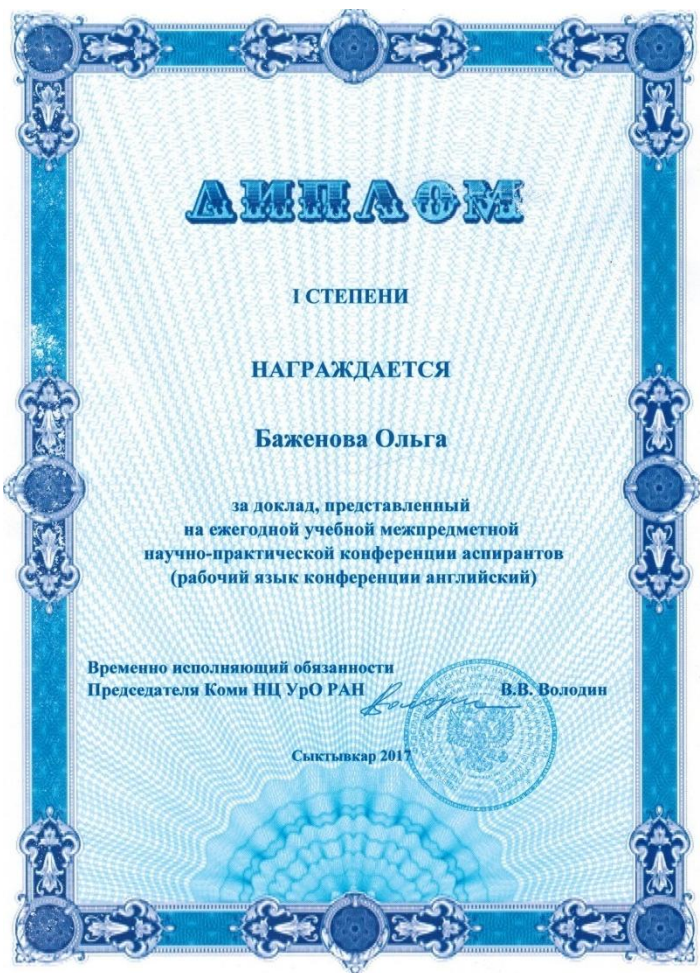 ДИПЛОМ
I СТЕПЕНИ
НАГРАЖДАЕТСЯ
Баженова Ольга
за доклад, представленный
на ежегодной учебной межпредметной
научно-практической конференции аспирантов
(рабочий язык конференции английский)
Временно исполняющий обязанности
Председателя Коми НЦ УрО РАН
В.В. Володин
Сыктывкар 2017